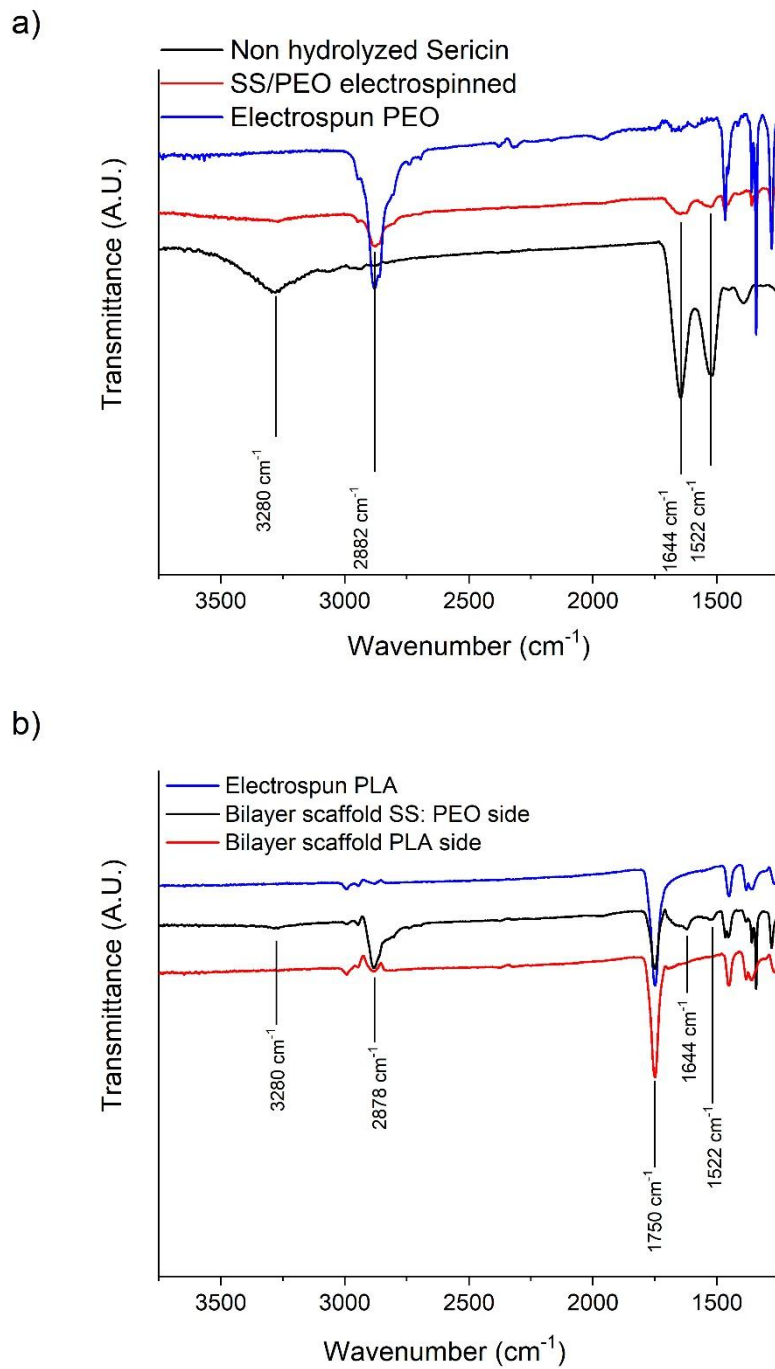 a)
Non hydrolyzed Sericin
SS/PEO electrospinned
Electrospun PEO
Transmittance (A.U.)
3280 cm⁻¹
2882 cm⁻¹
1644 cm⁻¹
1522 cm⁻¹
3500 3000 2500 2000 1500
Wavenumber (cm⁻¹)
b)
Electrospun PLA
Bilayer scaffold SS: PEO side
Bilayer scaffold PLA side
Transmittance (A.U.)
3280 cm⁻¹
2878 cm⁻¹
1750 cm⁻¹
1644 cm⁻¹
1522 cm⁻¹
3500 3000 2500 2000 1500
Wavenumber (cm⁻¹)